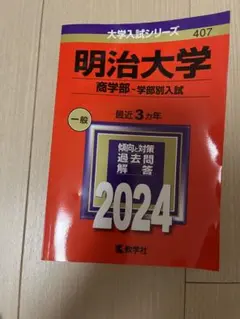 大学入試シリーズ
407
明治大学
商学部-学部別入試
一般
最近3カ年
傾向と対策
過去問
解答
2024
教学社